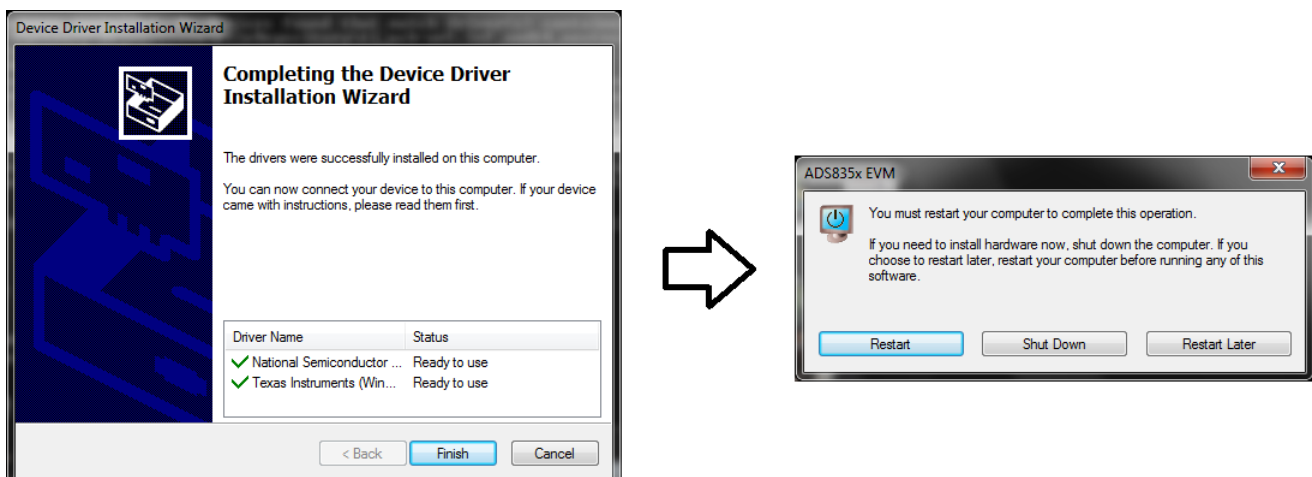 Device Driver Installation Wizard
Completing the Device Driver
Installation Wizard
The drivers were successfully installed on this computer.
You can now connect your device to this computer. If your device
came with instructions, please read them first.
Driver Name Status
National Semiconductor ... Ready to use
Texas Instruments (Win... Ready to use
< Back Finish Cancel
ADS835x EVM
You must restart your computer to complete this operation.
If you need to install hardware now, shut down the computer. If you
choose to restart later, restart your computer before running any of this
software.
Restart Shut Down Restart Later